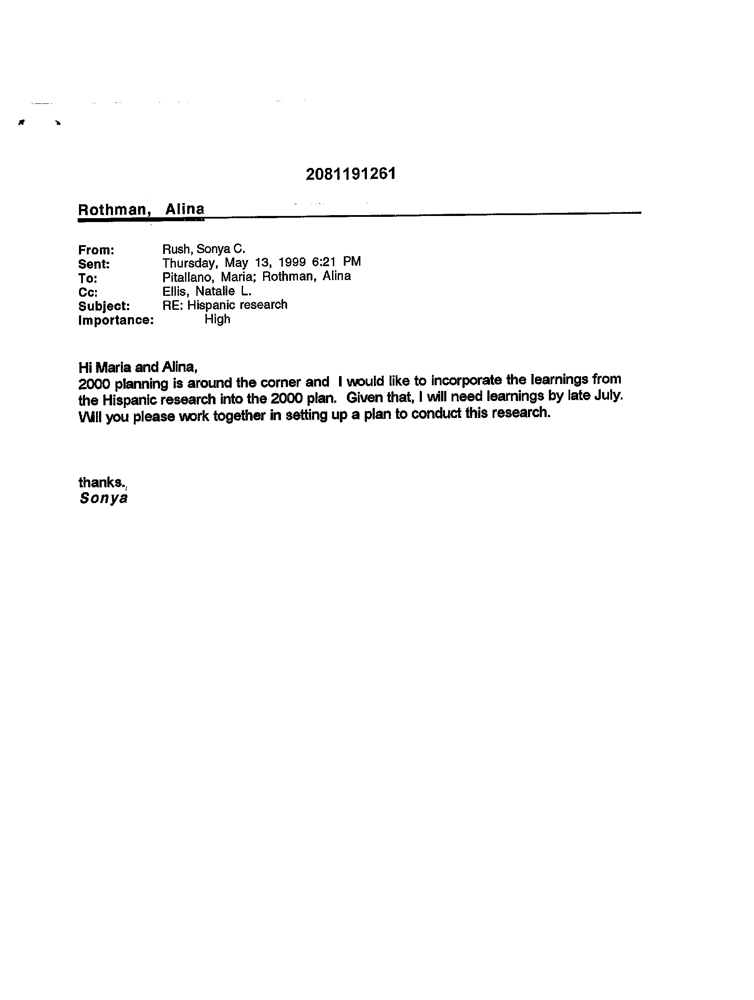 2081191261
Rothman, Alina
From: Rush, Sonya C.
Sent: Thursday, May 13, 1999 6:21 PM
To: Pitallano, Maria; Rothman, Alina
Cc: Ellis, Natalie L.
Subject: RE: Hispanic research
Importance: High
Hi Maria and Alina,
2000 planning is around the corner and I would like to incorporate the learnings from
the Hispanic research into the 2000 plan. Given that, I will need learnings by late July.
Will you please work together in setting up a plan to conduct this research.
thanks.,
Sonya